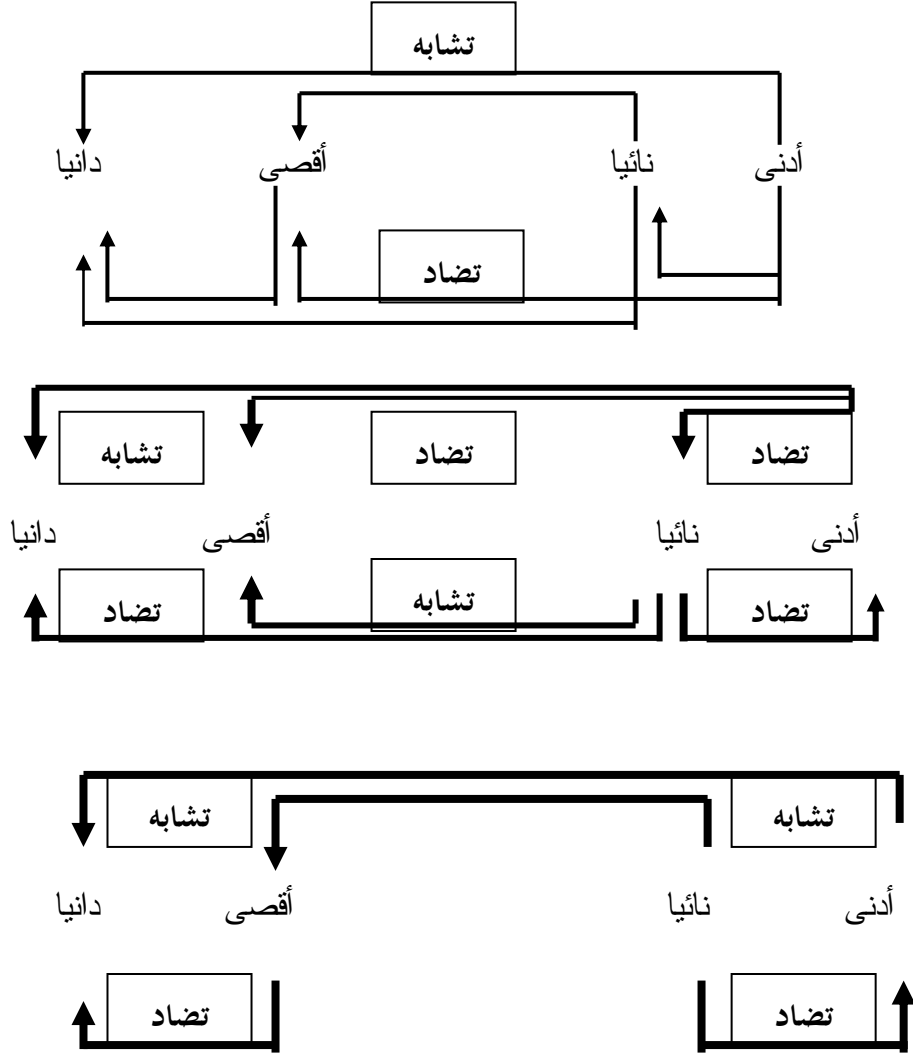 تشابه
أدنى نائيا أقصى دانيا
تضاد
تضاد تضاد تشابه
أدنى نائيا أقصى دانيا
تضاد تشابه تضاد
تشابه تشابه
أدنى نائيا أقصى دانيا
تضاد تضاد